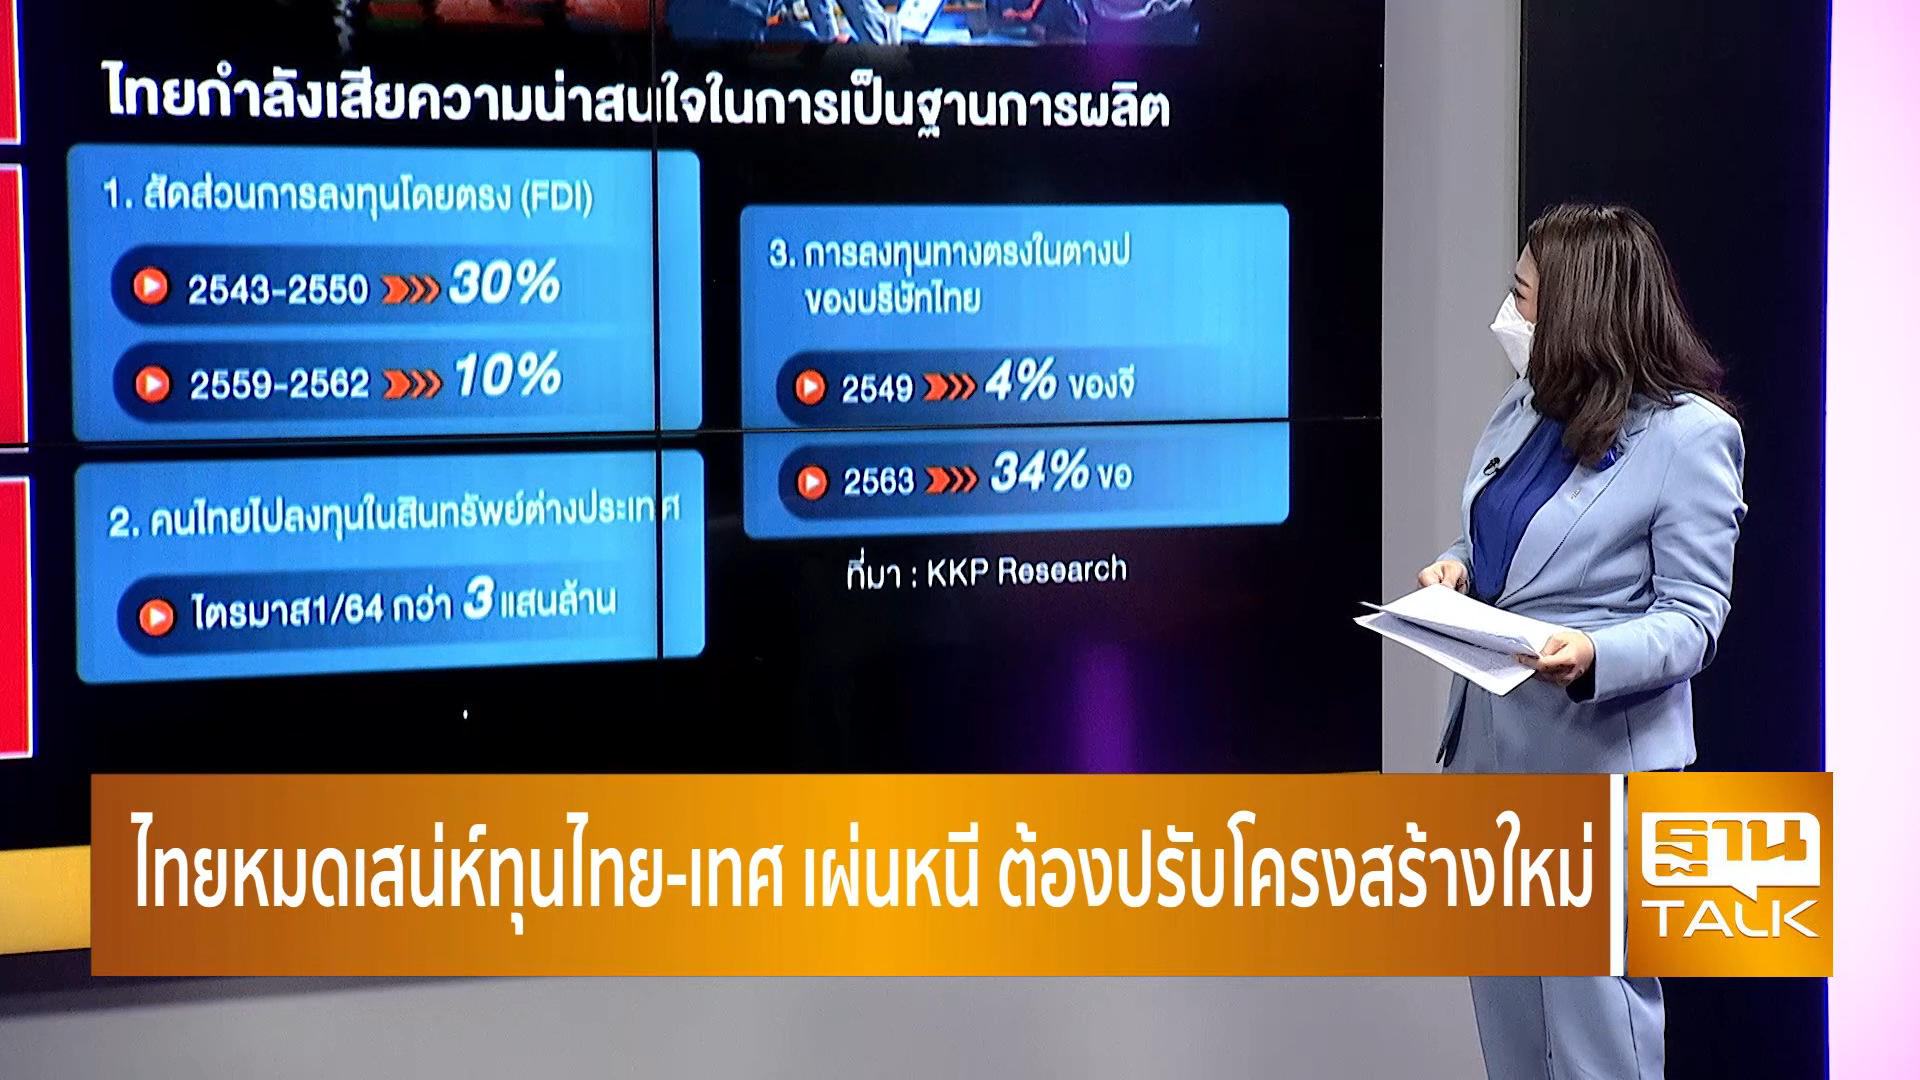 ไทยกำลังเสียความน่าสนใจในการเป็นฐานการผลิต
1. สัดส่วนการลงทุนโดยตรง (FDI)
2543-2550 30%
2559-2562 10%
2. คนไทยไปลงทุนในสินทรัพย์ต่างประเทศ
ไตรมาส1/64 กว่า 3 แสนล้าน
3. การลงทุนทางตรงในตางป
ของบริษัทไทย
2549 4% ของจี
2563 34% ขอ
ที่มา : KKP Research
ไทยหมดเสน่ห์ทุนไทย-เทศ เผ่นหนี ต้องปรับโครงสร้างใหม่
ฐาน
TALK